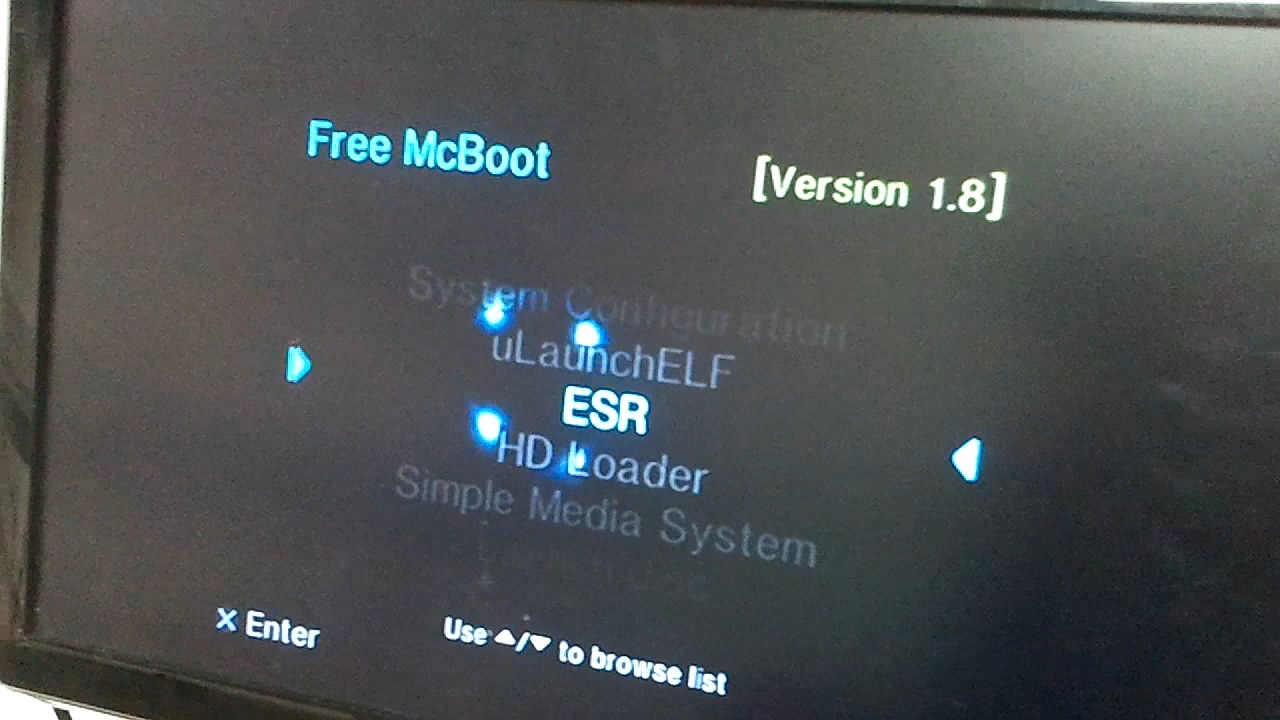 Free McBoot
[Version 1.8]
System Configuration
uLaunchELF
ESR
HD Loader
Simple Media System
X Enter
Use ▲/▼ to browse list